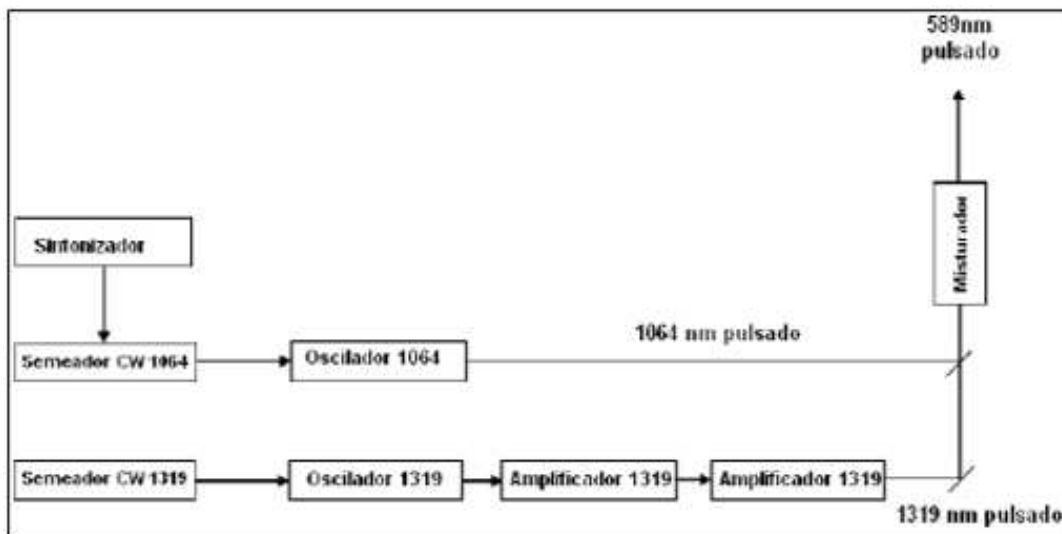 589nm
pulsado
Misturador
Sintonizador
1064 nm pulsado
Semeador CW 1064
Oscilador 1064
Semeador CW 1319
Oscilador 1319
Amplificador 1319
Amplificador 1319
1319 nm pulsado